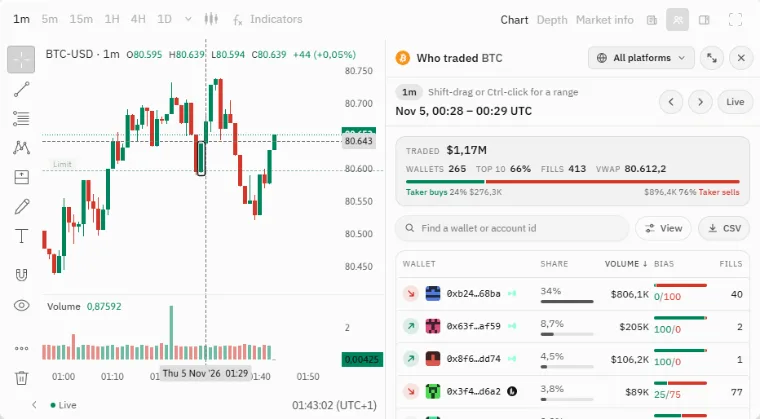 1m 5m 15m 1H 4H 1D Indicators Chart Depth Market info
BTC-USD · 1m O80.595 H80.639 L80.594 C80.639 +44 (+0,05%)
80.750
80.700
80.643
Limit
80.600
80.550
80.500
80.450
Volume 0,87592
2
0,00425
01:00 01:10 01:40 01:50
Thu 5 Nov '26 01:29
Live 01:43:02 (UTC+1)
Who traded BTC All platforms
1m Shift-drag or Ctrl-click for a range
Nov 5, 00:28 – 00:29 UTC Live
TRADED $1,17M
WALLETS 265 TOP 10 66% FILLS 413 VWAP 80.612,2
Taker buys 24% $276,3K $896,4K 76% Taker sells
Find a wallet or account id View CSV
WALLET SHARE VOLUME ↓ BIAS FILLS
0xb24…68ba 34% $806,1K 0/100 40
0x63f…af59 8,7% $205K 100/0 2
0x8f6…dd74 4,5% $106,2K 100/0 1
0x3f4…d6a2 3,8% $89K 25/75 77